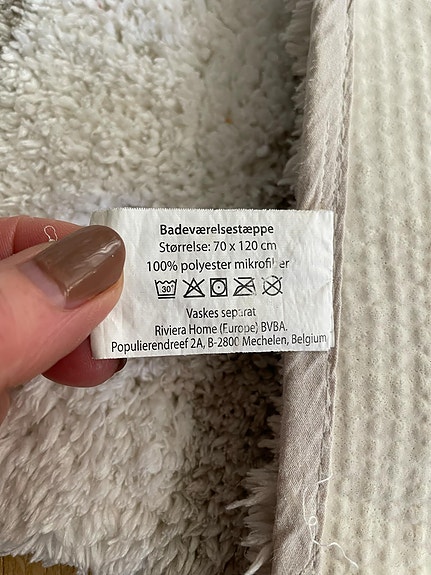 Badeværelsestæppe
Størrelse: 70 x 120 cm
100% polyester mikrofiber
30°
Vaskes separat
Riviera Home (Europe) BVBA.
Populierendreef 2A, B-2800 Mechelen, Belgium